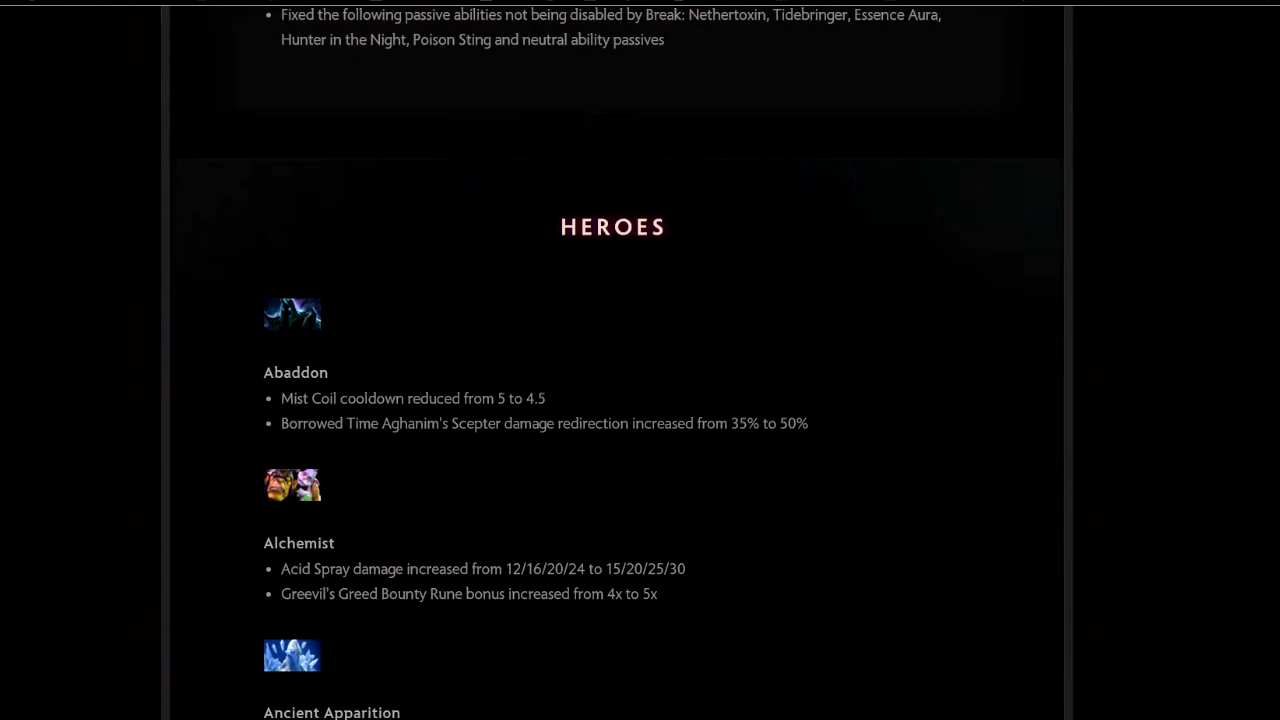 • Fixed the following passive abilities not being disabled by Break: Nethertoxin, Tidebringer, Essence Aura,
Hunter in the Night, Poison Sting and neutral ability passives
HEROES
Abaddon
• Mist Coil cooldown reduced from 5 to 4.5
• Borrowed Time Aghanim's Scepter damage redirection increased from 35% to 50%
Alchemist
• Acid Spray damage increased from 12/16/20/24 to 15/20/25/30
• Greevil's Greed Bounty Rune bonus increased from 4x to 5x
Ancient Apparition